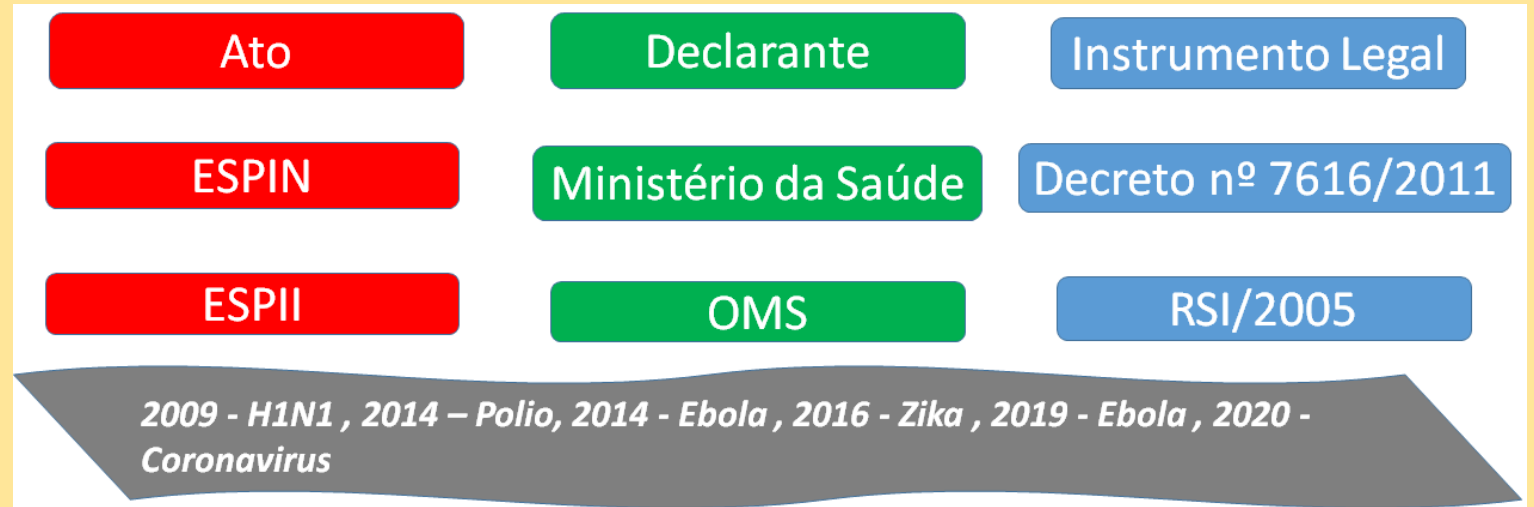 Ato
Declarante
Instrumento Legal
ESPIN
Ministério da Saúde
Decreto nº 7616/2011
ESPII
OMS
RSI/2005
2009 - H1N1 , 2014 – Polio, 2014 - Ebola , 2016 - Zika , 2019 - Ebola , 2020 -
Coronavirus